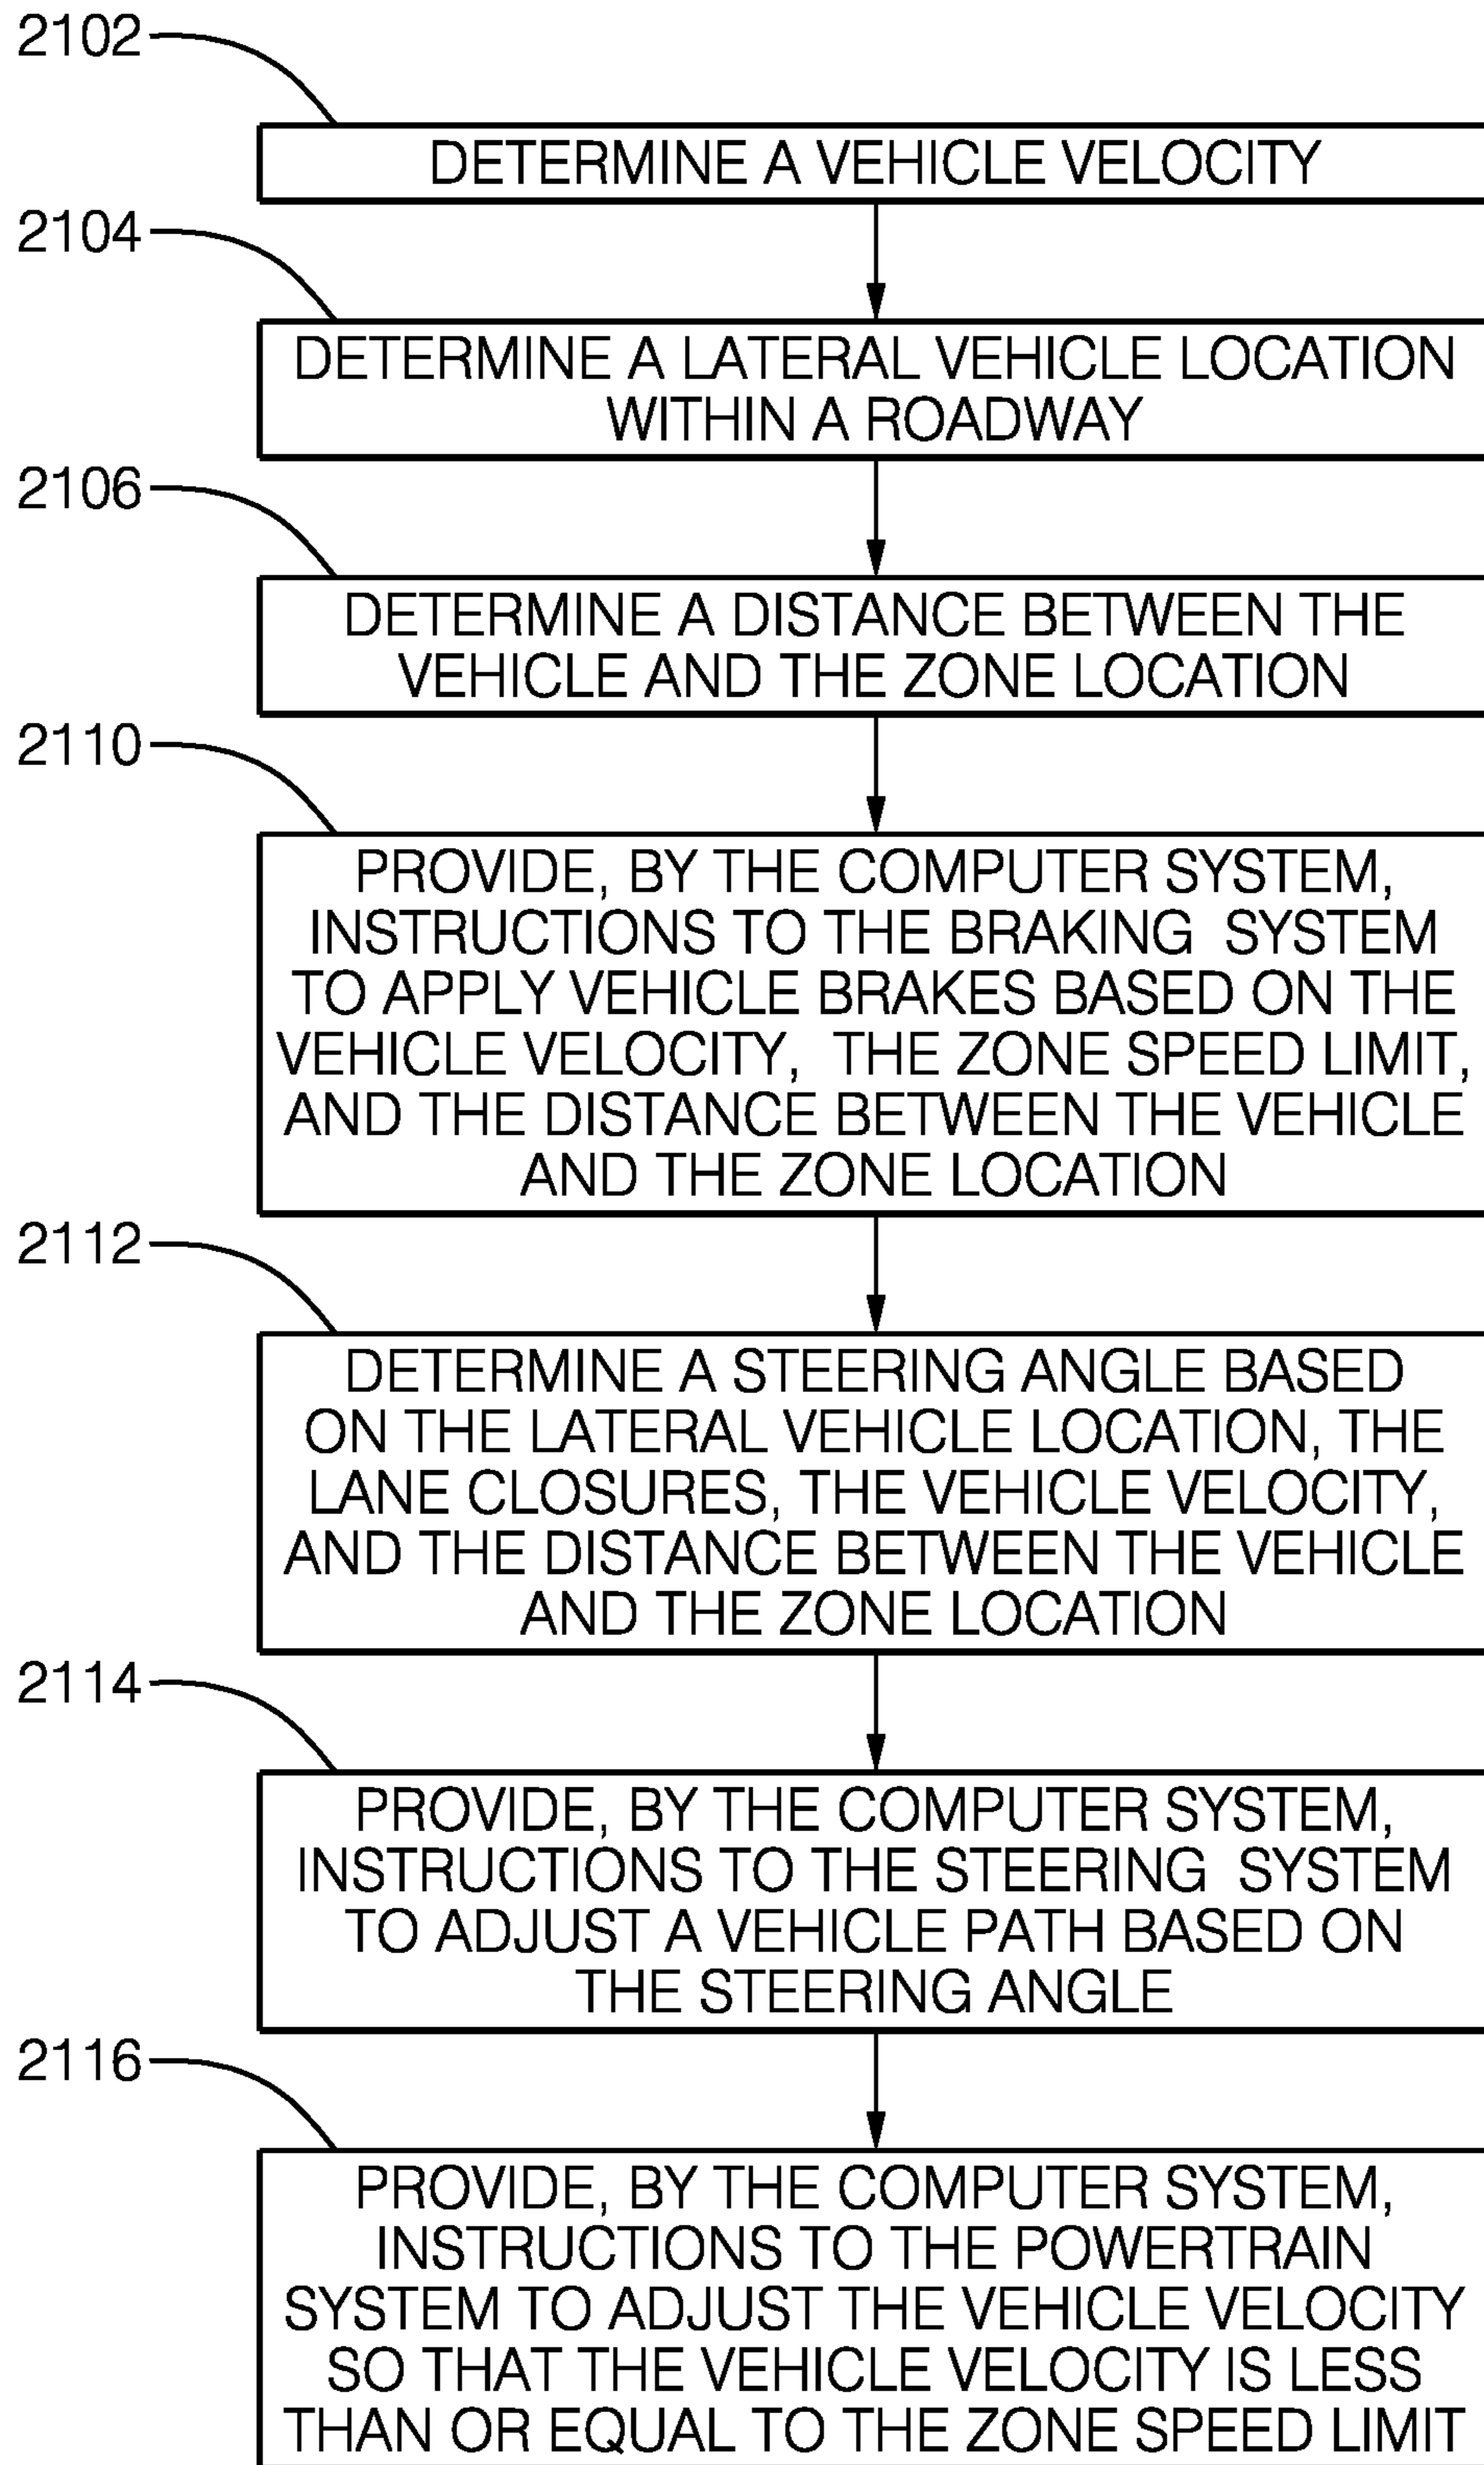 2102
DETERMINE A VEHICLE VELOCITY
2104
DETERMINE A LATERAL VEHICLE LOCATION
WITHIN A ROADWAY
2106
DETERMINE A DISTANCE BETWEEN THE
VEHICLE AND THE ZONE LOCATION
2110
PROVIDE, BY THE COMPUTER SYSTEM,
INSTRUCTIONS TO THE BRAKING SYSTEM
TO APPLY VEHICLE BRAKES BASED ON THE
VEHICLE VELOCITY, THE ZONE SPEED LIMIT,
AND THE DISTANCE BETWEEN THE VEHICLE
AND THE ZONE LOCATION
2112
DETERMINE A STEERING ANGLE BASED
ON THE LATERAL VEHICLE LOCATION, THE
LANE CLOSURES, THE VEHICLE VELOCITY,
AND THE DISTANCE BETWEEN THE VEHICLE
AND THE ZONE LOCATION
2114
PROVIDE, BY THE COMPUTER SYSTEM,
INSTRUCTIONS TO THE STEERING SYSTEM
TO ADJUST A VEHICLE PATH BASED ON
THE STEERING ANGLE
2116
PROVIDE, BY THE COMPUTER SYSTEM,
INSTRUCTIONS TO THE POWERTRAIN
SYSTEM TO ADJUST THE VEHICLE VELOCITY
SO THAT THE VEHICLE VELOCITY IS LESS
THAN OR EQUAL TO THE ZONE SPEED LIMIT